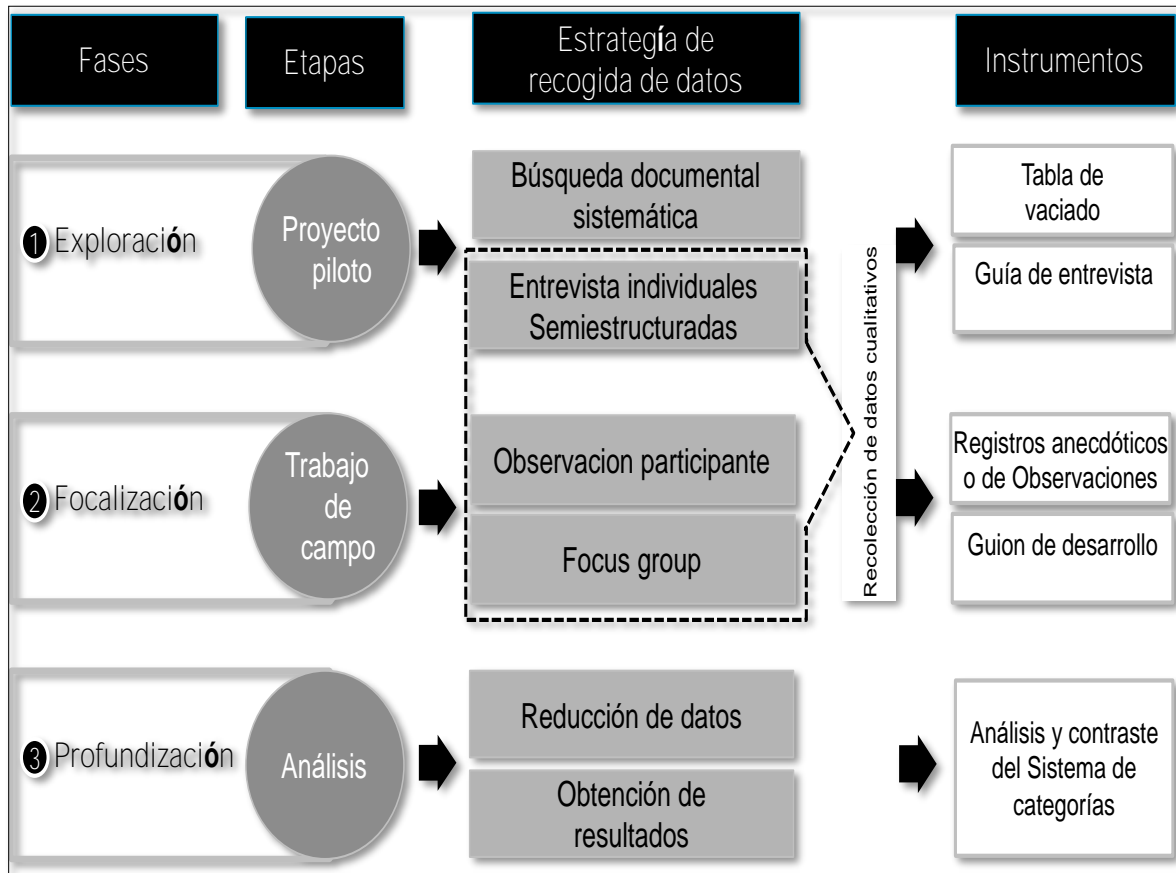 Fases
Etapas
Estrategía de
recogida de datos
Instrumentos
1 Exploración
Proyecto
piloto
Búsqueda documental
sistemática
Entrevista individuales
Semiestructuradas
Recolección de datos cualitativos
Tabla de
vaciado
Guía de entrevista
2 Focalización
Trabajo
de
campo
Observacion participante
Focus group
Registros anecdóticos
o de Observaciones
Guion de desarrollo
3 Profundización
Análisis
Reducción de datos
Obtención de
resultados
Análisis y contraste
del Sistema de
categorías